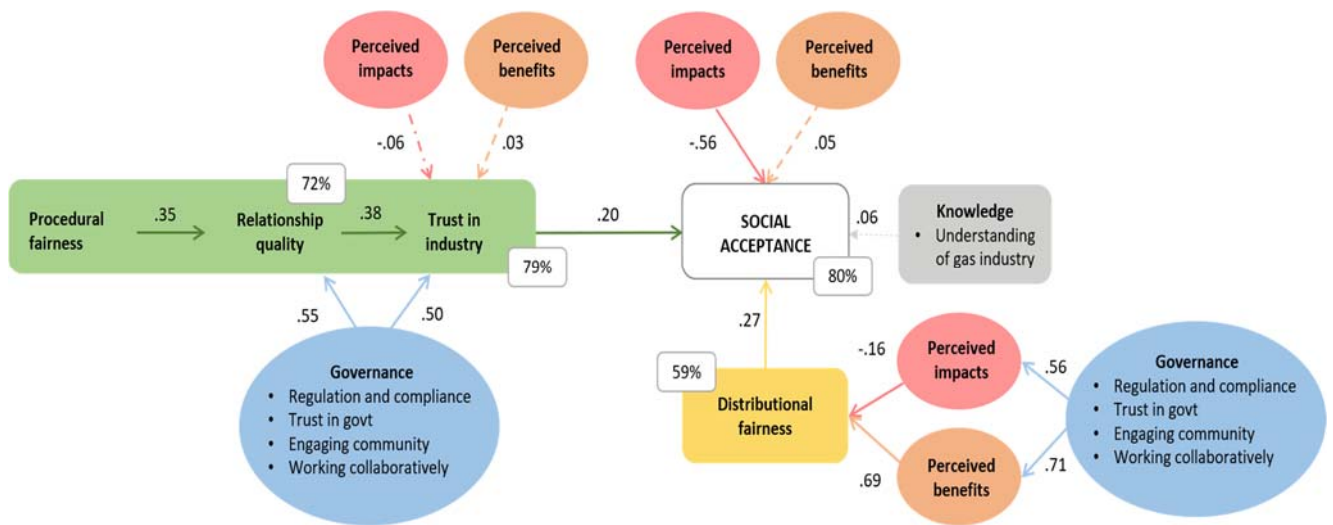 Perceived
impacts
Perceived
benefits
Perceived
impacts
Perceived
benefits
-.06
.03
-.56
.05
72%
Procedural
fairness
.35
Relationship
quality
.38
Trust in
industry
79%
.20
SOCIAL
ACCEPTANCE
80%
.06
Knowledge
• Understanding
of gas industry
.55
.50
Governance
• Regulation and compliance
• Trust in govt
• Engaging community
• Working collaboratively
.27
59%
Distributional
fairness
-.16
.69
Perceived
impacts
Perceived
benefits
.56
.71
Governance
• Regulation and compliance
• Trust in govt
• Engaging community
• Working collaboratively